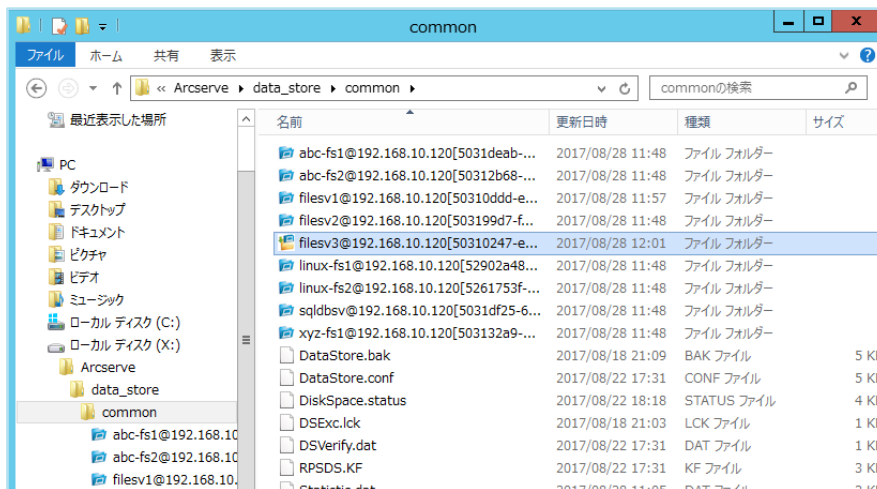 common
ファイル ホーム 共有 表示
« Arcserve ▸ data_store ▸ common ▸ commonの検索
最近表示した場所
PC
ダウンロード
デスクトップ
ドキュメント
ピクチャ
ビデオ
ミュージック
ローカル ディスク (C:)
ローカル ディスク (X:)
Arcserve
data_store
common
abc-fs1@192.168.10
abc-fs2@192.168.10
filesv1@192.168.10.
名前 更新日時 種類 サイズ
abc-fs1@192.168.10.120[5031deab-... 2017/08/28 11:48 ファイル フォルダー
abc-fs2@192.168.10.120[50312b68-... 2017/08/28 11:48 ファイル フォルダー
filesv1@192.168.10.120[50310ddd-e... 2017/08/28 11:57 ファイル フォルダー
filesv2@192.168.10.120[503199d7-f... 2017/08/28 11:48 ファイル フォルダー
filesv3@192.168.10.120[50310247-e... 2017/08/28 12:01 ファイル フォルダー
linux-fs1@192.168.10.120[52902a48... 2017/08/28 11:48 ファイル フォルダー
linux-fs2@192.168.10.120[5261753f-... 2017/08/28 11:48 ファイル フォルダー
sqldbsv@192.168.10.120[5031df25-6... 2017/08/28 11:48 ファイル フォルダー
xyz-fs1@192.168.10.120[503132a9-... 2017/08/28 11:48 ファイル フォルダー
DataStore.bak 2017/08/18 21:09 BAK ファイル 5 K
DataStore.conf 2017/08/22 17:31 CONF ファイル 5 K
DiskSpace.status 2017/08/22 18:18 STATUS ファイル 4 K
DSExc.lck 2017/08/18 21:03 LCK ファイル 1 K
DSVerify.dat 2017/08/22 17:31 DAT ファイル 1 K
RPSDS.KF 2017/08/22 17:31 KF ファイル 3 K